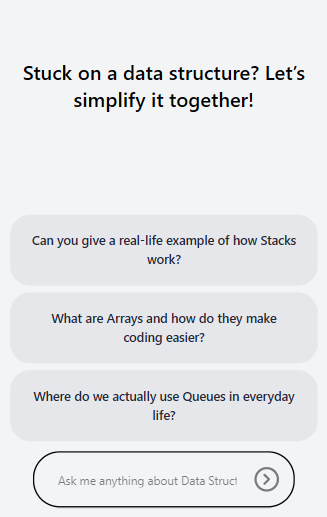 Stuck on a data structure? Let’s
simplify it together!
Can you give a real-life example of how Stacks
work?
What are Arrays and how do they make
coding easier?
Where do we actually use Queues in everyday
life?
Ask me anything about Data Struct